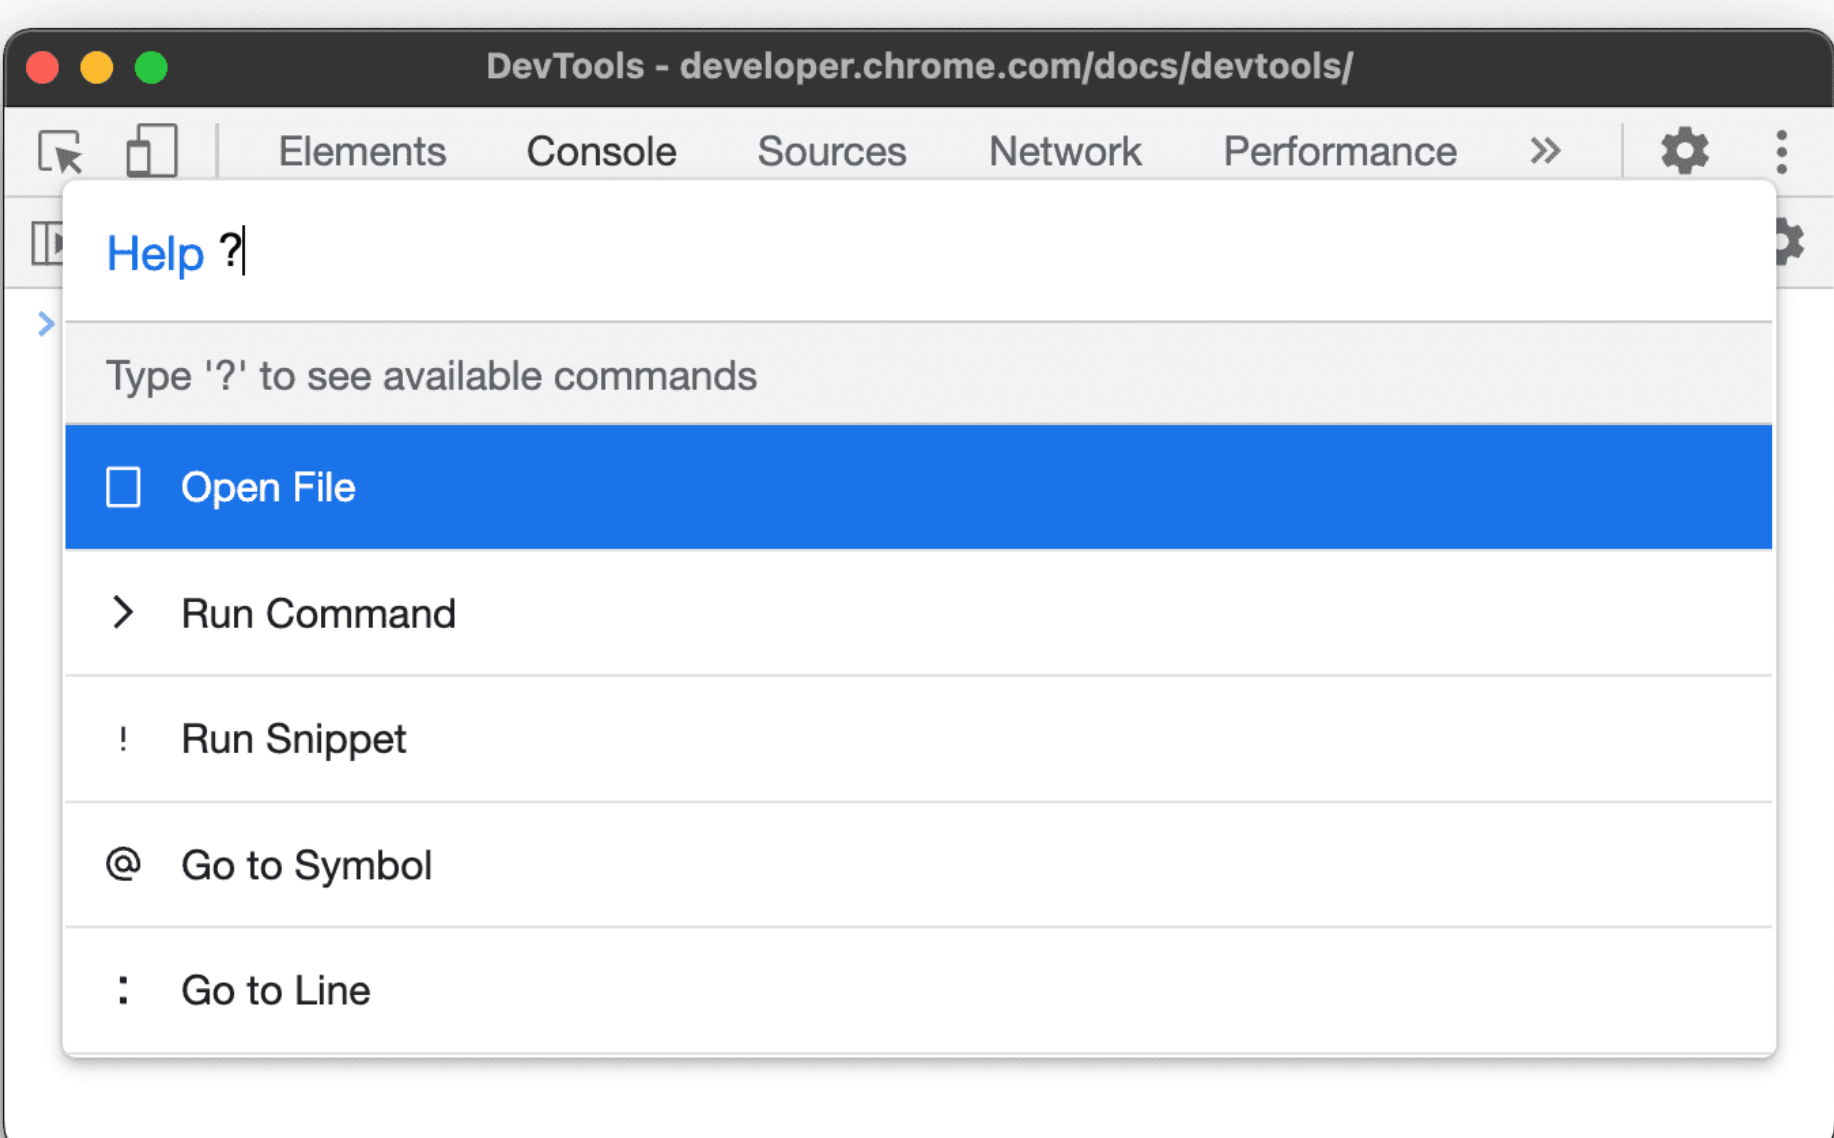 DevTools - developer.chrome.com/docs/devtools/
Elements Console Sources Network Performance
Help ?
Type '?' to see available commands
Open File
Run Command
! Run Snippet
@ Go to Symbol
: Go to Line